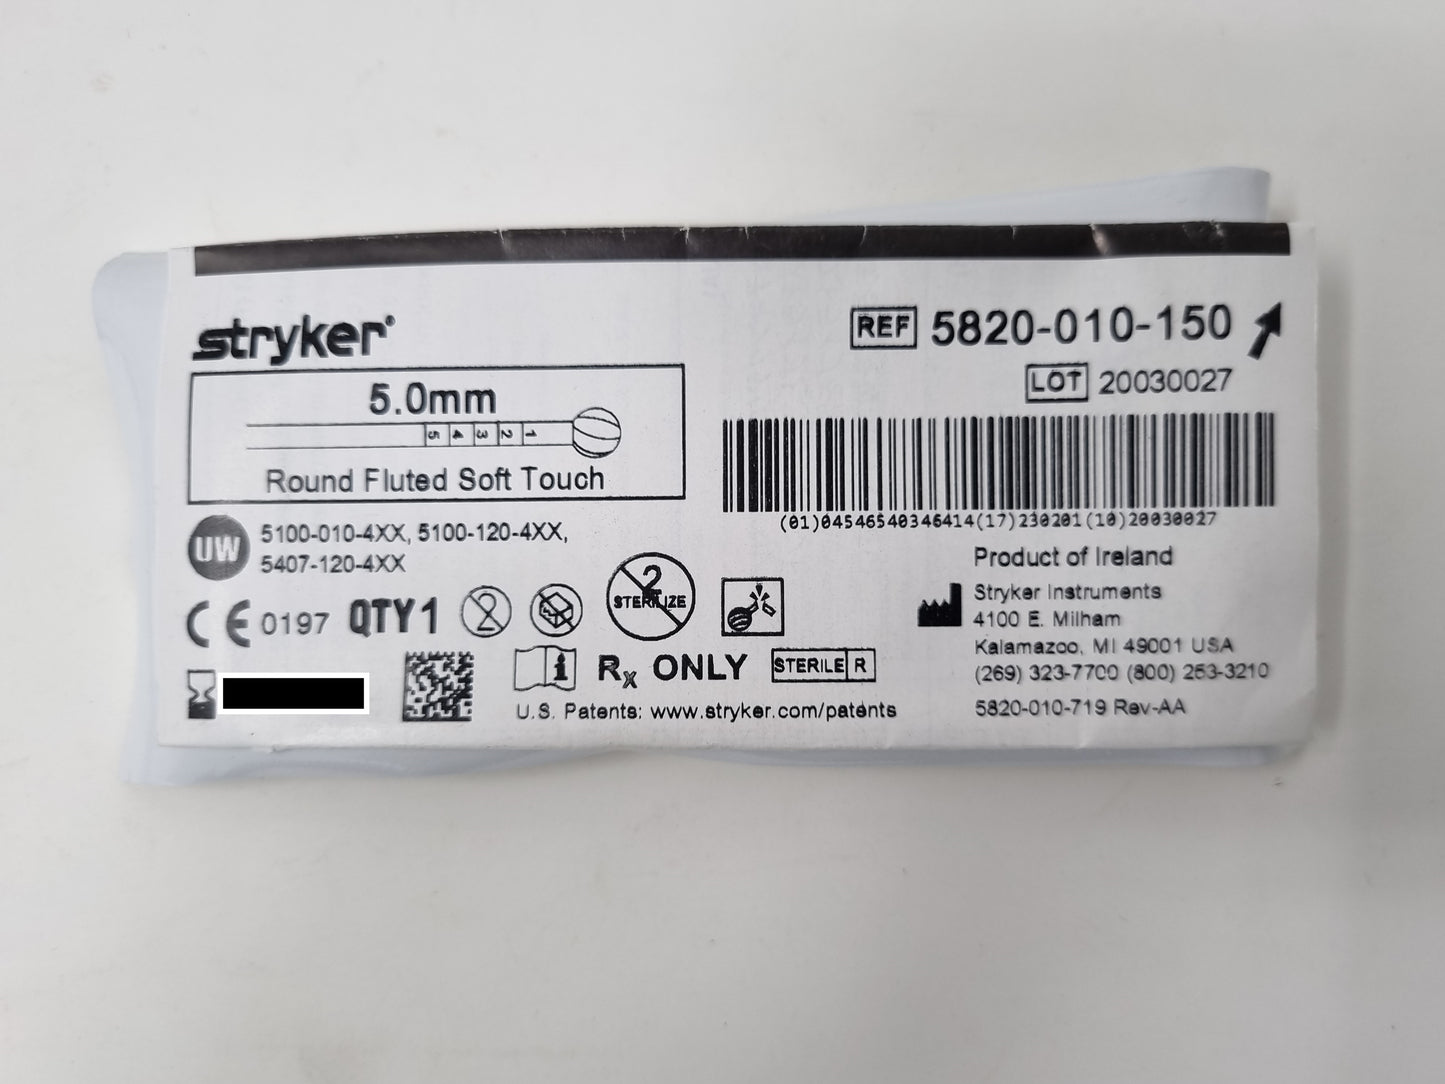 stryker®
REF 5820-010-150
LOT 20030027
5.0mm
5 4 3 2 1
Round Fluted Soft Touch
(01)04546540346414(17)230201(10)20030027
UW 5100-010-4XX, 5100-120-4XX,
5407-120-4XX
CE 0197 QTY 1
2
2
STERILIZE
i Rx ONLY STERILE R
U.S. Patents: www.stryker.com/patents
Product of Ireland
Stryker Instruments
4100 E. Milham
Kalamazoo, MI 49001 USA
(269) 323-7700 (800) 253-3210
5820-010-719 Rev-AA